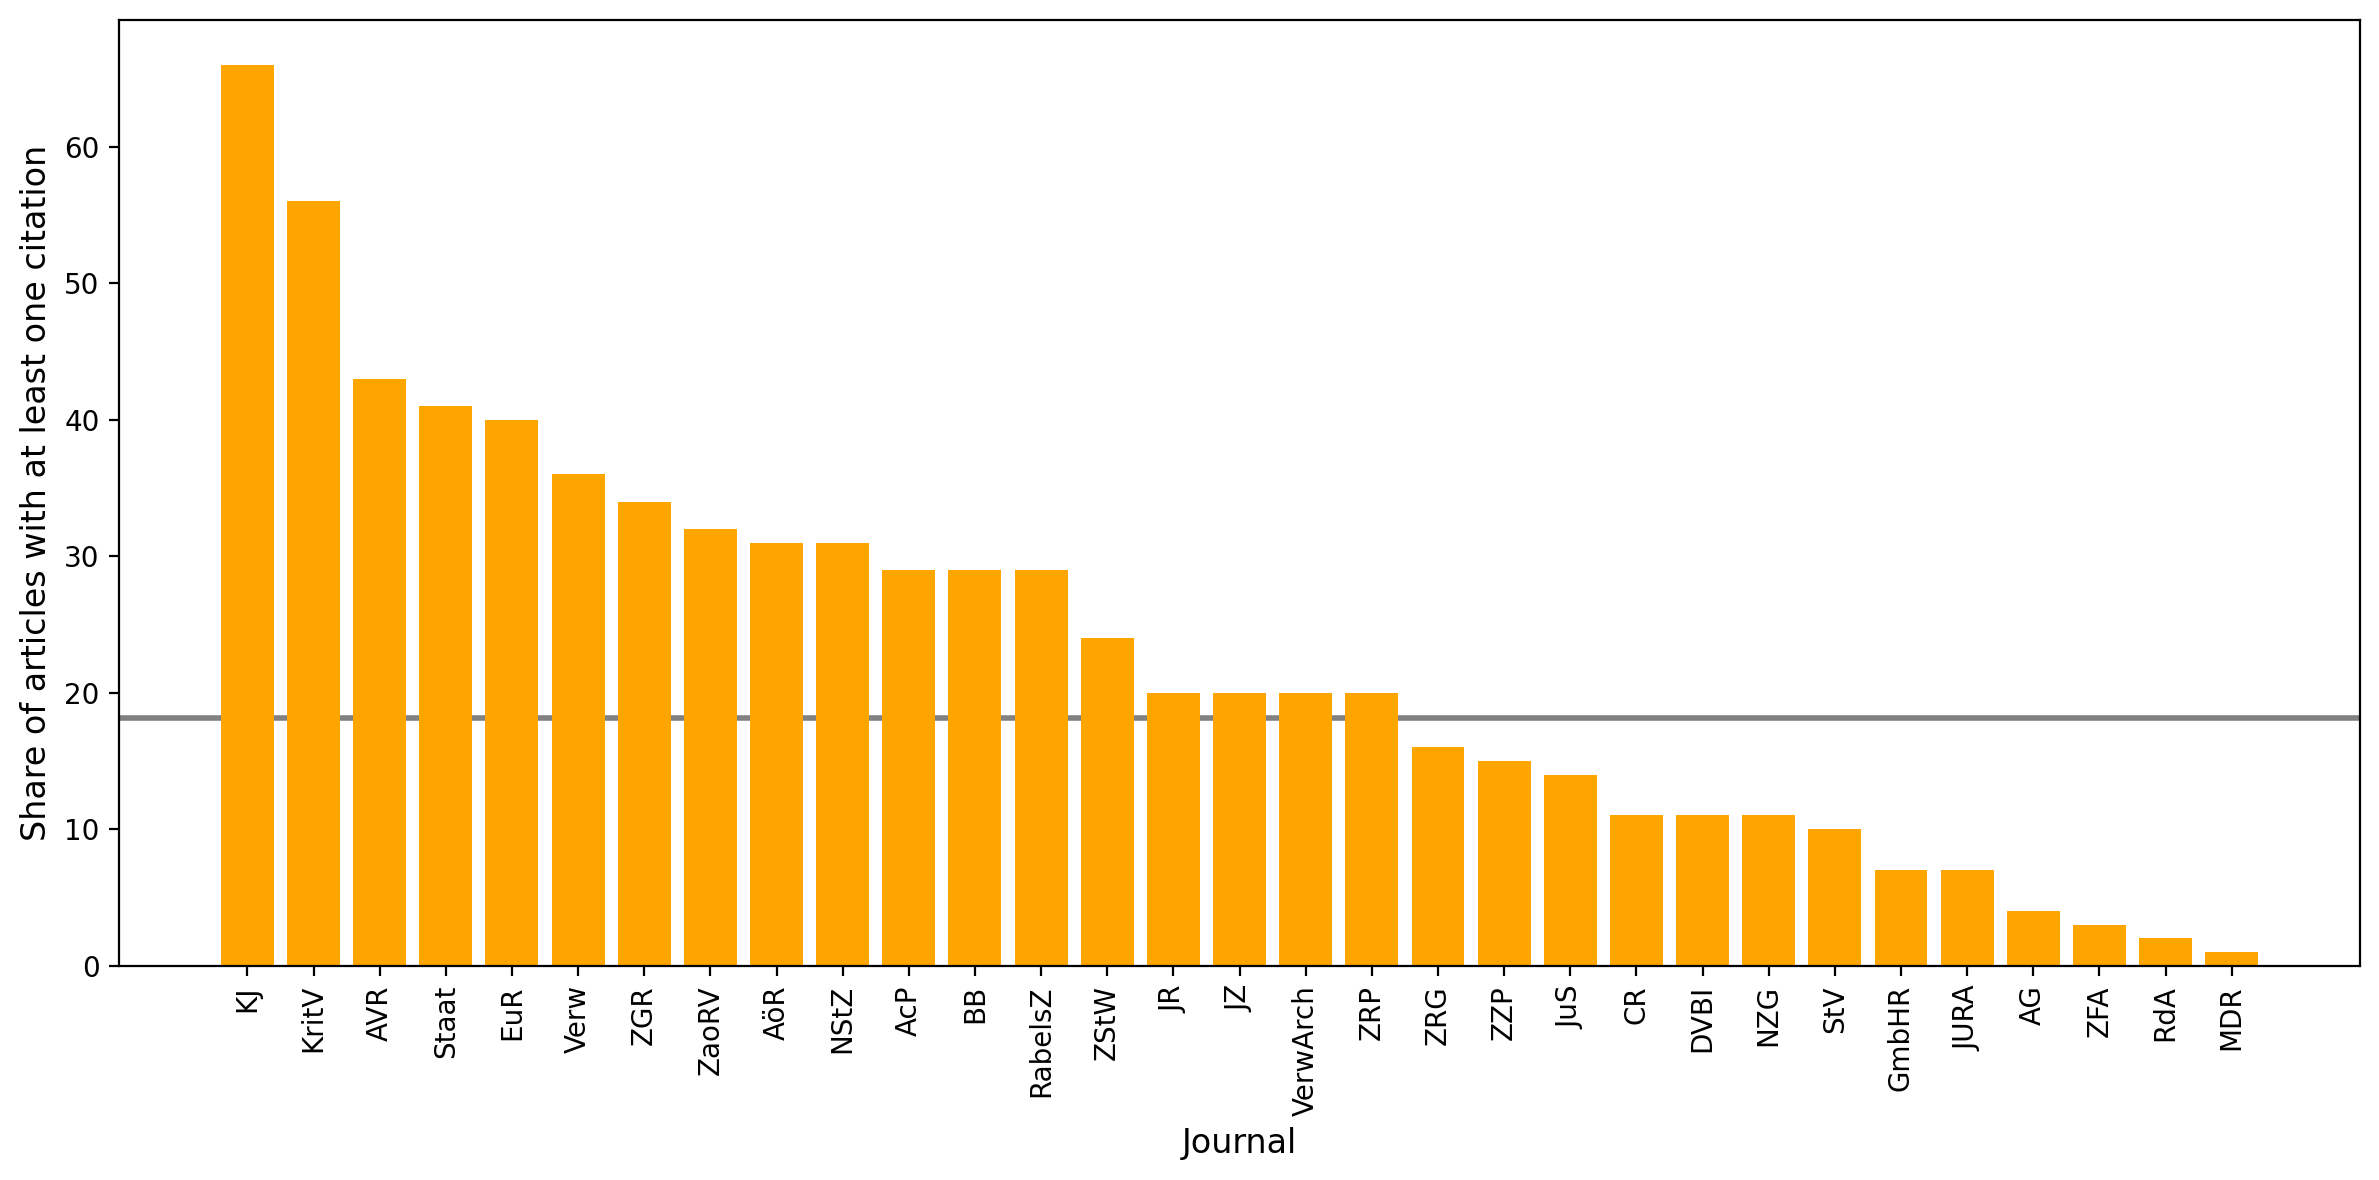 Share of articles with at least one citation
60
50
40
30
20
10
0
KJ
KritV
AVR
Staat
EuR
Verw
ZGR
ZaoRV
AöR
NStZ
AcP
BB
RabelsZ
ZStW
JR
JZ
VerwArch
ZRP
ZRG
ZZP
JuS
CR
DVBl
NZG
StV
GmbHR
JURA
AG
ZFA
RdA
MDR
Journal